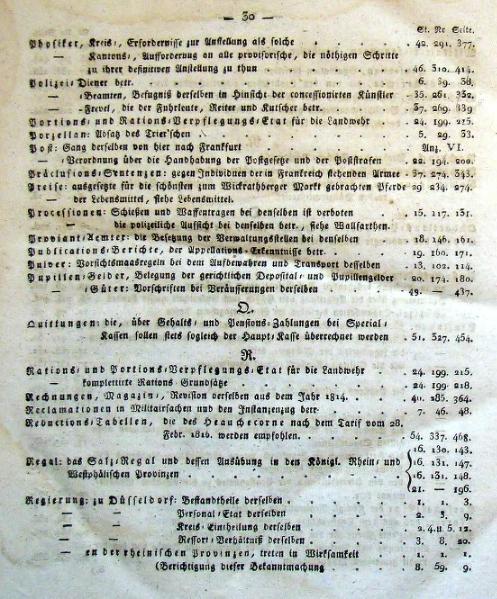 — 30 —
St. Nr Seite.
Physiker, Kreis-, Erfordernisse zur Anstellung als solche . . . . . 42. 291. 377.
— Kantons-, Aufforderung an alle provisorische, die nöthigen Schritte
zu ihrer definitiven Anstellung zu thun . . . . . 46. 310. 414.
Polizei-Diener betr. . . . . . 6. 39. 38.
— -Beamten, Befugniß derselben in Hinsicht der concessionirten Künstler . 35. 261. 332.
— -Frevel, die der Fuhrleute, Reiter und Kutscher betr. . . . . 37. 269. 339
Portions- und Rations-Verpflegungs-Etat für die Landwehr . . . . 24. 199. 215.
Porzellan: Absatz des Trier'schen . . . . . 5. 29. 33.
Post: Gang derselben von hier nach Frankfurt . . . . . Anz. VI.
— -Verordnung über die Handhabung der Postgesetze und der Poststrafen . 22. 194. 200.
Präclusions-Sentenzen: gegen Individuen der in Frankreich stehenden Armee . 37. 274. 343.
Preise: ausgesetzte für die schönsten zum Wickrathberger Markt gebrachten Pferde 29 234. 274.
— der Lebensmittel, siehe Lebensmittel.
Processionen: Schießen und Waffentragen bei denselben ist verboten . . 15. 117. 131.
— die polizeiliche Aufsicht bei denselben betr., siehe Wallfarthen.
Proviant-Aemter: die Besetzung der Verwaltungsstellen bei denselben . . 18. 146. 161.
Publications-Berichte, der Appellations-Erkenntnisse betr. . . . . 19. 160. 171.
Pulver: Vorsichtsmaasregeln bei dem Aufbewahren und Transport desselben . 13. 102. 114.
Pupillen-Gelder, Belegung der gerichtlichen Deposital- und Pupillengelder . 20. 174. 180.
— -Güter: Vorschriften bei Veräusserungen derselben . . . . 49. — 437.
Q.
Quittungen: die, über Gehalts- und Pensions-Zahlungen bei Special-
Kassen sollen stets sogleich der Haupt-Kasse überrechnet werden . 51. 327. 454.
R.
Rations- und Portions-Verpflegungs-Etat für die Landwehr . . . . 24. 199. 215.
— komplettirte Rations Grundsätze . . . . . 24. 199. 218.
Rechnungen, Magazin-, Revision derselben aus dem Jahr 1814. . . . 40. 285. 364.
Reclamationen in Militairsachen und den Instanzenzug betr. . . . 7. 46. 48.
Reductions-Tabellen, die des Heauchecorne nach dem Tarif vom 28.
Febr. 1816. werden empfohlen. . . . . 54. 337. 468.
16. 130. 143.
Regal: das Salz-Regal und dessen Ausübung in den Königl. Rhein- und 16. 131. 147.
Westphälischen Provinzen . . . . . 16. 131. 148.
21. — 196.
Regierung: zu Düsseldorf: Bestandtheile derselben . . . . . 1. 1. 3.
— — Personal-Etat derselben . . . . . 2. 3. 9.
— — Kreis-Eintheilung derselben . . . . . 2. 4. u 5. 12.
— — Ressort-Verhältniß derselben . . . . . 3. 8. 20.
— en der rheinischen Provinzen, treten in Wirksamkeit . . . 1. 1. 1.
(Berichtigung dieser Bekanntmachung . . . . . 8. 59. 9.